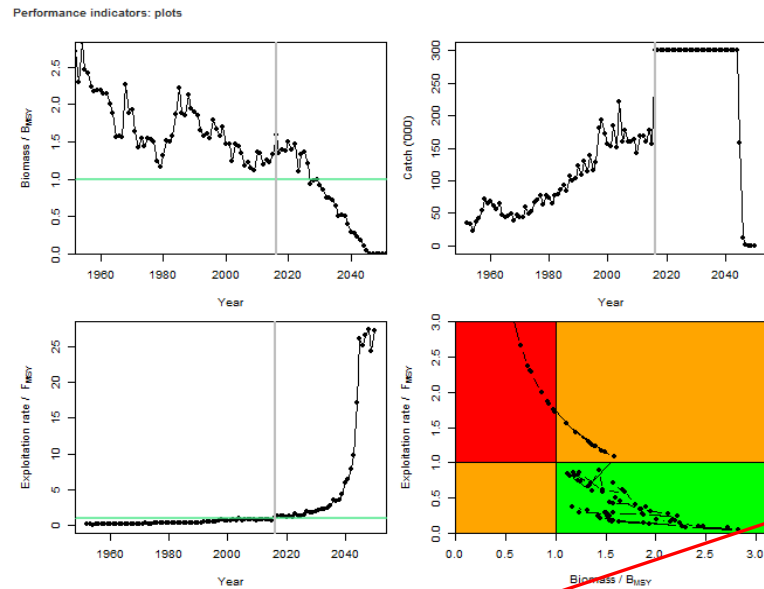 Performance indicators: plots
Biomass / BMSY
0.0 0.5 1.0 1.5 2.0 2.5
1960 1980 2000 2020 2040
Year
Catch ('000)
0 50 100 150 200 250 300
1960 1980 2000 2020 2040
Year
Exploitation rate / FMSY
0 5 10 15 20 25
1960 1980 2000 2020 2040
Year
Exploitation rate / FMSY
0.0 0.5 1.0 1.5 2.0 2.5 3.0
0.0 0.5 1.0 1.5 2.0 2.5 3.0
Biomass / BMSY